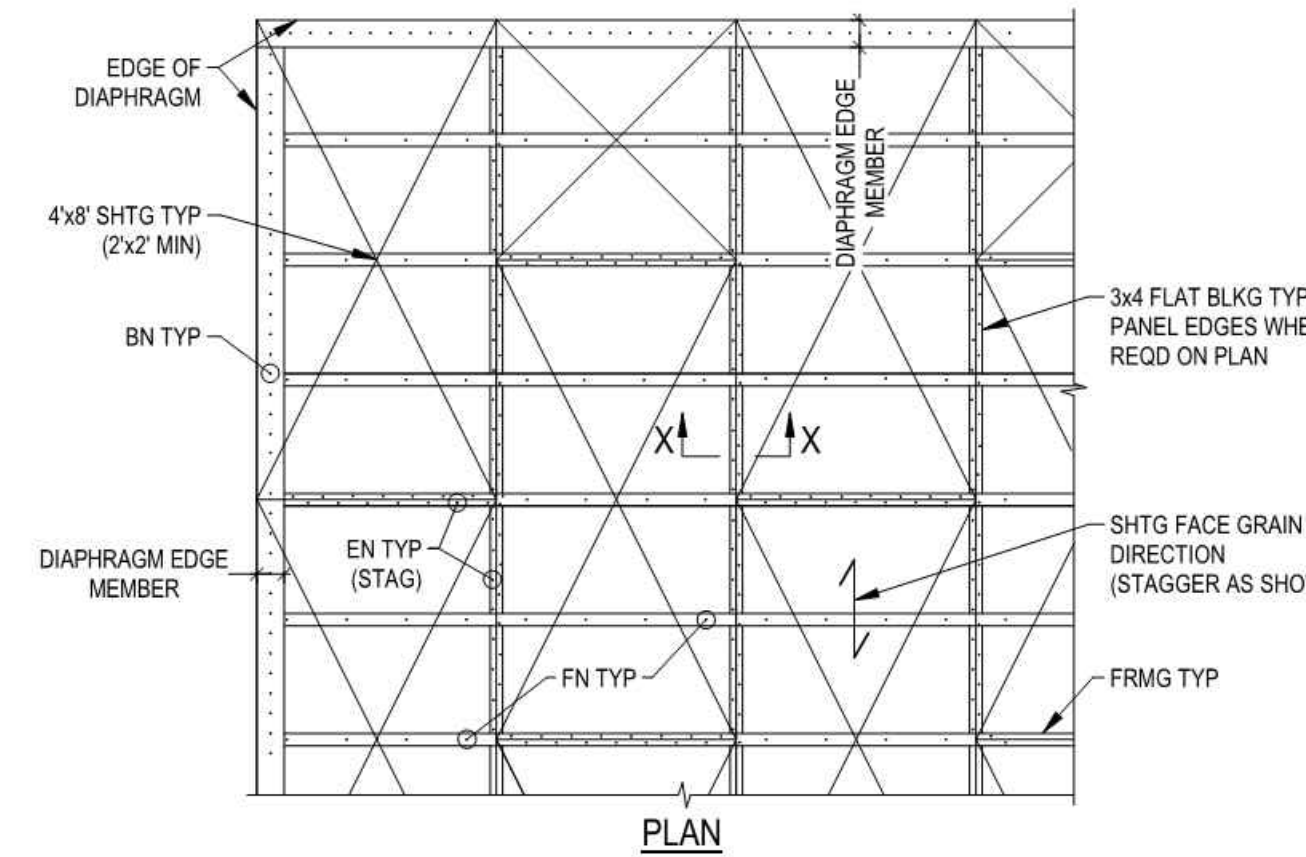 EDGE OF
DIAPHRAGM
4'x8' SHTG TYP
(2'x2' MIN)
BN TYP
DIAPHRAGM EDGE
MEMBER
EN TYP
(STAG)
FN TYP
DIAPHRAGM EDGE
MEMBER
X
X
3x4 FLAT BLKG TYP
PANEL EDGES
REQD ON PLAN
SHTG FACE GRAIN
DIRECTION
(STAGGER AS
FRMG TYP
PLAN